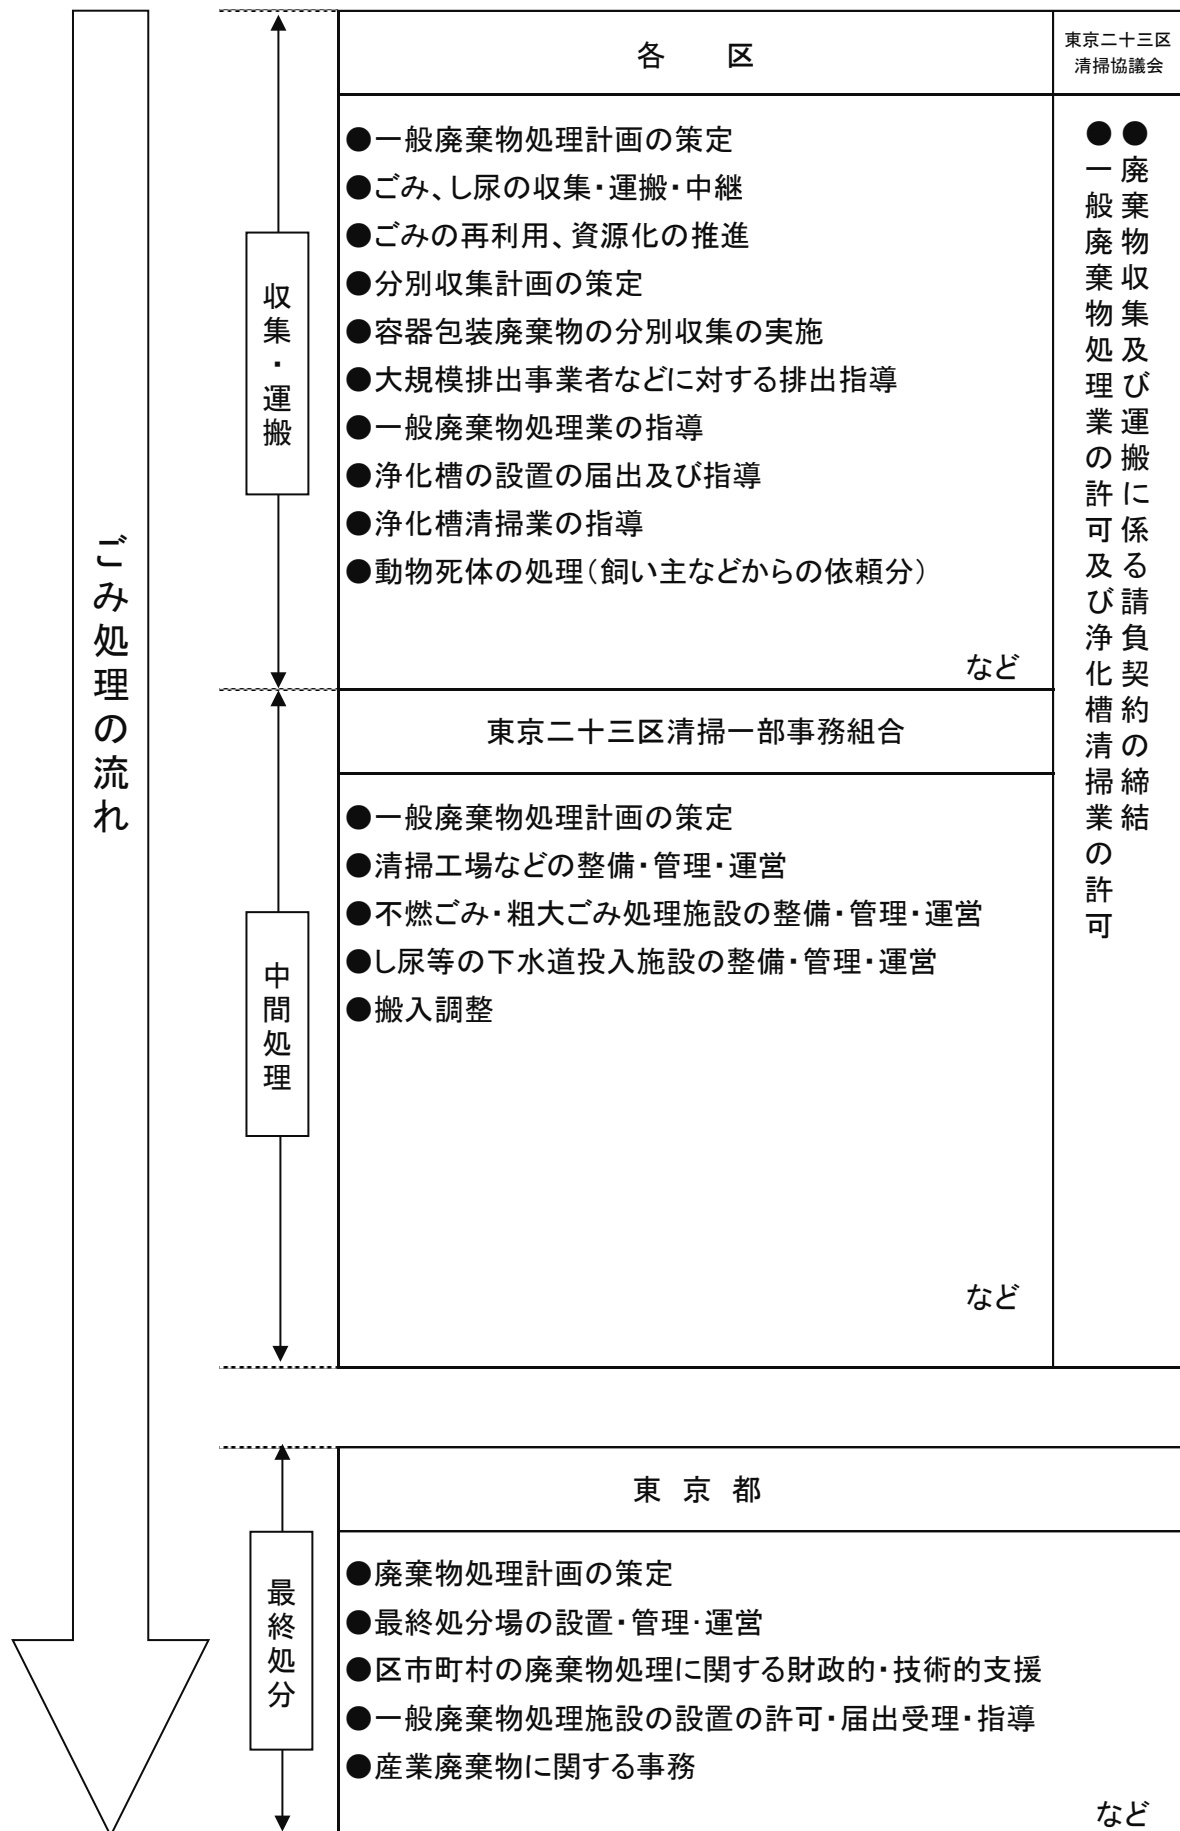 ごみ処理の流れ
収集・運搬
各　区
●一般廃棄物処理計画の策定
●ごみ、し尿の収集・運搬・中継
●ごみの再利用、資源化の推進
●分別収集計画の策定
●容器包装廃棄物の分別収集の実施
●大規模排出事業者などに対する排出指導
●一般廃棄物処理業の指導
●浄化槽の設置の届出及び指導
●浄化槽清掃業の指導
●動物死体の処理(飼い主などからの依頼分)
など
東京二十三区
清掃協議会
●廃棄物収集及び運搬に係る請負契約の締結
●一般廃棄物処理業の許可及び浄化槽清掃業の許可
中間処理
東京二十三区清掃一部事務組合
●一般廃棄物処理計画の策定
●清掃工場などの整備・管理・運営
●不燃ごみ・粗大ごみ処理施設の整備・管理・運営
●し尿等の下水道投入施設の整備・管理・運営
●搬入調整
など
最終処分
東 京 都
●廃棄物処理計画の策定
●最終処分場の設置・管理・運営
●区市町村の廃棄物処理に関する財政的・技術的支援
●一般廃棄物処理施設の設置の許可・届出受理・指導
●産業廃棄物に関する事務
など